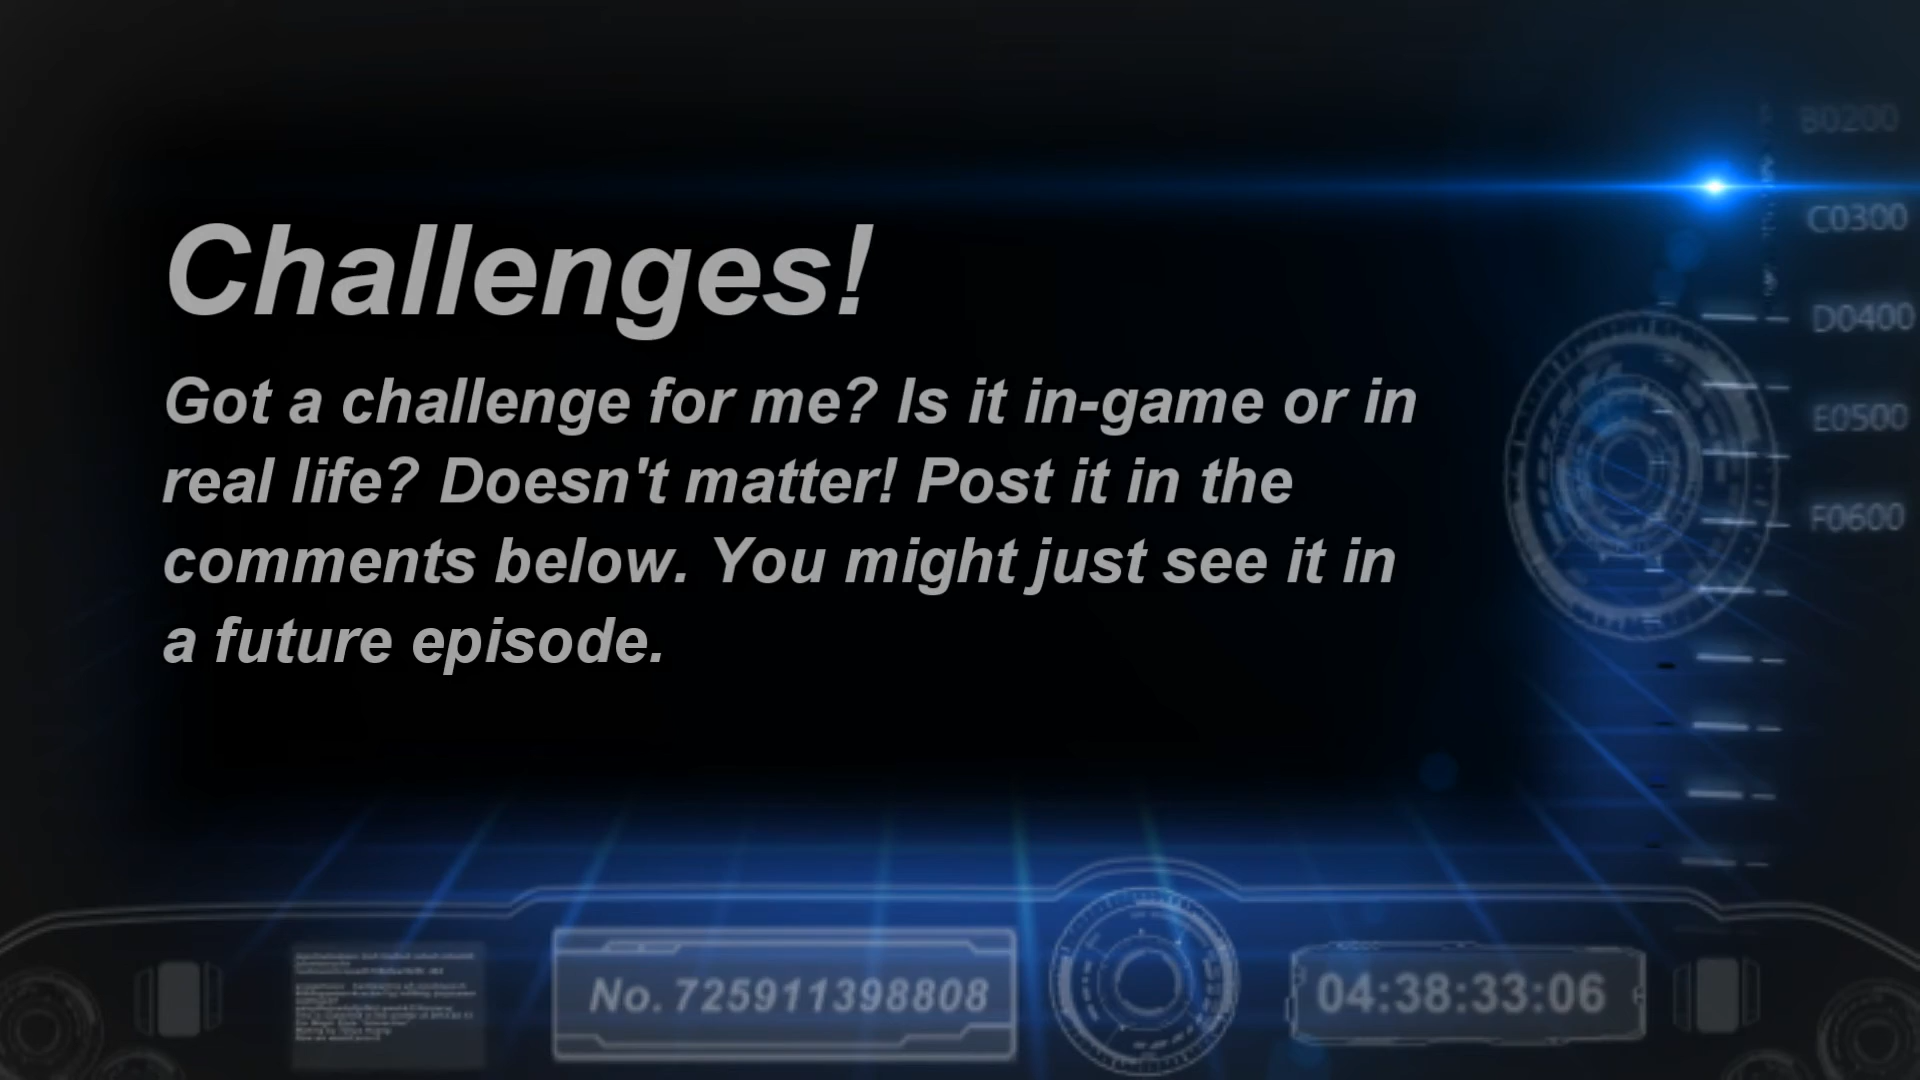 Challenges!
Got a challenge for me? Is it in-game or in
real life? Doesn't matter! Post it in the
comments below. You might just see it in
a future episode.
B0200
C0300
D0400
E0500
F0600
No. 725911398808
04:38:33:06